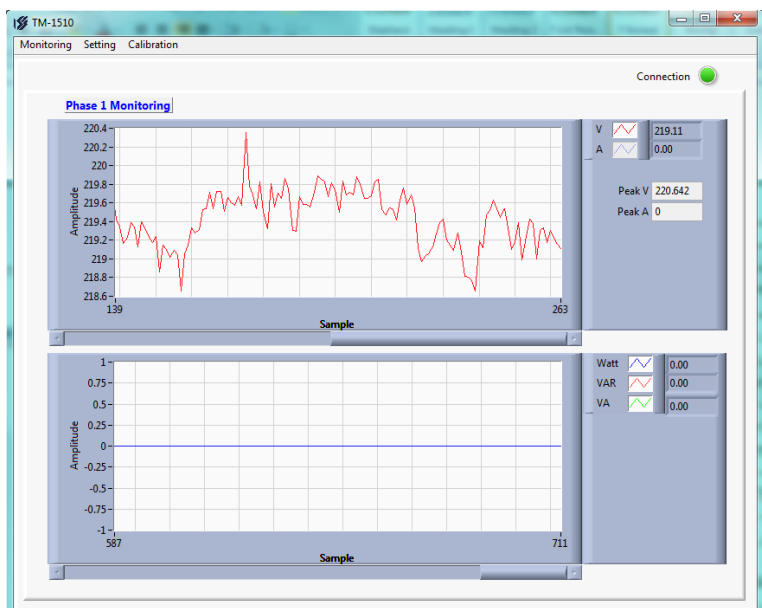 TM-1510
Monitoring Setting Calibration
Connection
Phase 1 Monitoring
220.4
220.2
220
219.8
219.6
219.4
219.2
219
218.8
218.6
Amplitude
139
263
Sample
V 219.11
A 0.00
Peak V 220.642
Peak A 0
1
0.75
0.5
0.25
0
-0.25
-0.5
-0.75
-1
Amplitude
587
711
Sample
Watt 0.00
VAR 0.00
VA 0.00